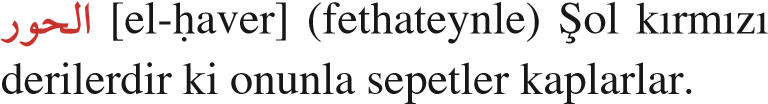 الحور [el-ḥaver] (fethateynle) Şol kırmızı
derilerdir ki onunla sepetler kaplarlar.